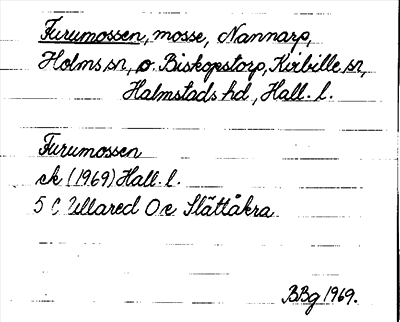 Furumossen, mosse, Nannarp,
Holms sn, o. Biskopstorp, Kvibille sn,
Halmstads hd, Hall. l.
Furumossen
ek (1969) Hall. l.
5 C Ullared O.e Slättåkra
BBg 1969.